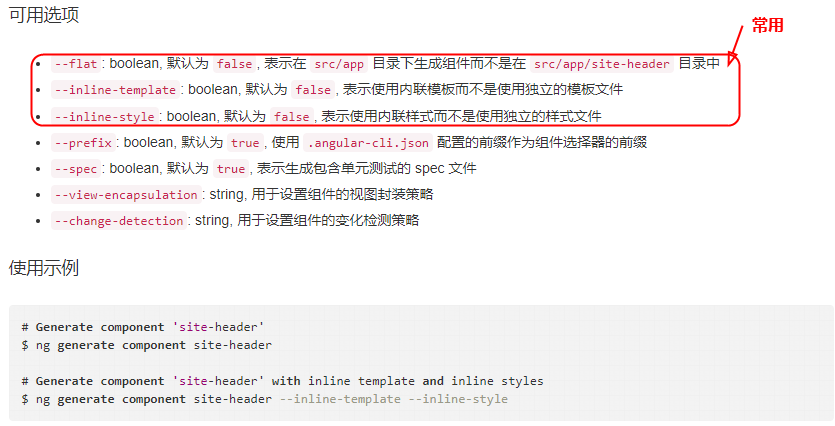 可用选项
常用
--flat: boolean, 默认为 false, 表示在 src/app 目录下生成组件而不是在 src/app/site-header 目录中
--inline-template: boolean, 默认为 false, 表示使用内联模板而不是使用独立的模板文件
--inline-style: boolean, 默认为 false, 表示使用内联样式而不是使用独立的样式文件
--prefix: boolean, 默认为 true, 使用 .angular-cli.json 配置的前缀作为组件选择器的前缀
--spec: boolean, 默认为 true, 表示生成包含单元测试的 spec 文件
--view-encapsulation: string, 用于设置组件的视图封装策略
--change-detection: string, 用于设置组件的变化检测策略
使用示例
# Generate component 'site-header'
$ ng generate component site-header
# Generate component 'site-header' with inline template and inline styles
$ ng generate component site-header --inline-template --inline-style